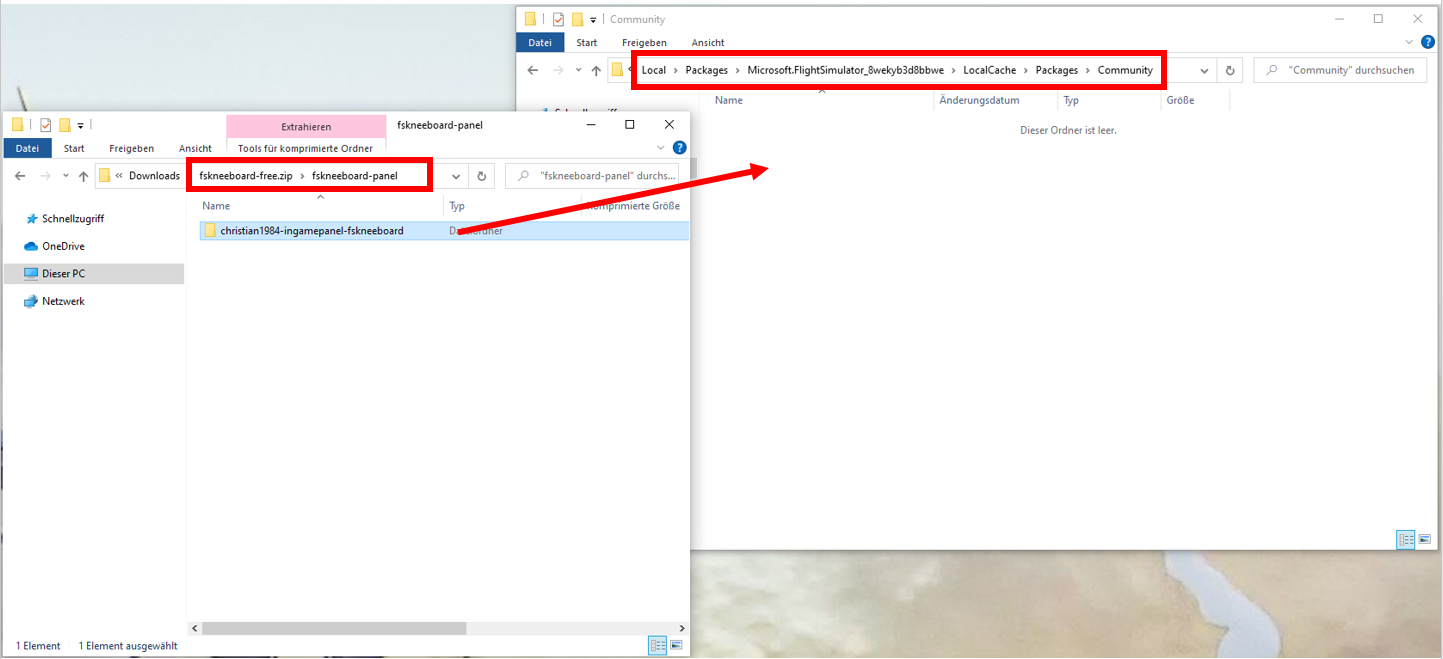 Community
Datei Start Freigeben Ansicht
Local › Packages › Microsoft.FlightSimulator_8wekyb3d8bbwe › LocalCache › Packages › Community
"Community" durchsuchen
Name Änderungsdatum Typ Größe
Dieser Ordner ist leer.
Extrahieren fskneeboard-panel
Datei Start Freigeben Ansicht Tools für komprimierte Ordner
« Downloads fskneeboard-free.zip › fskneeboard-panel
"fskneeboard-panel" durchs...
Name Typ Komprimierte Größe
Schnellzugriff
OneDrive
Dieser PC
Netzwerk
christian1984-ingamepanel-fskneeboard Dateiordner
1 Element 1 Element ausgewählt